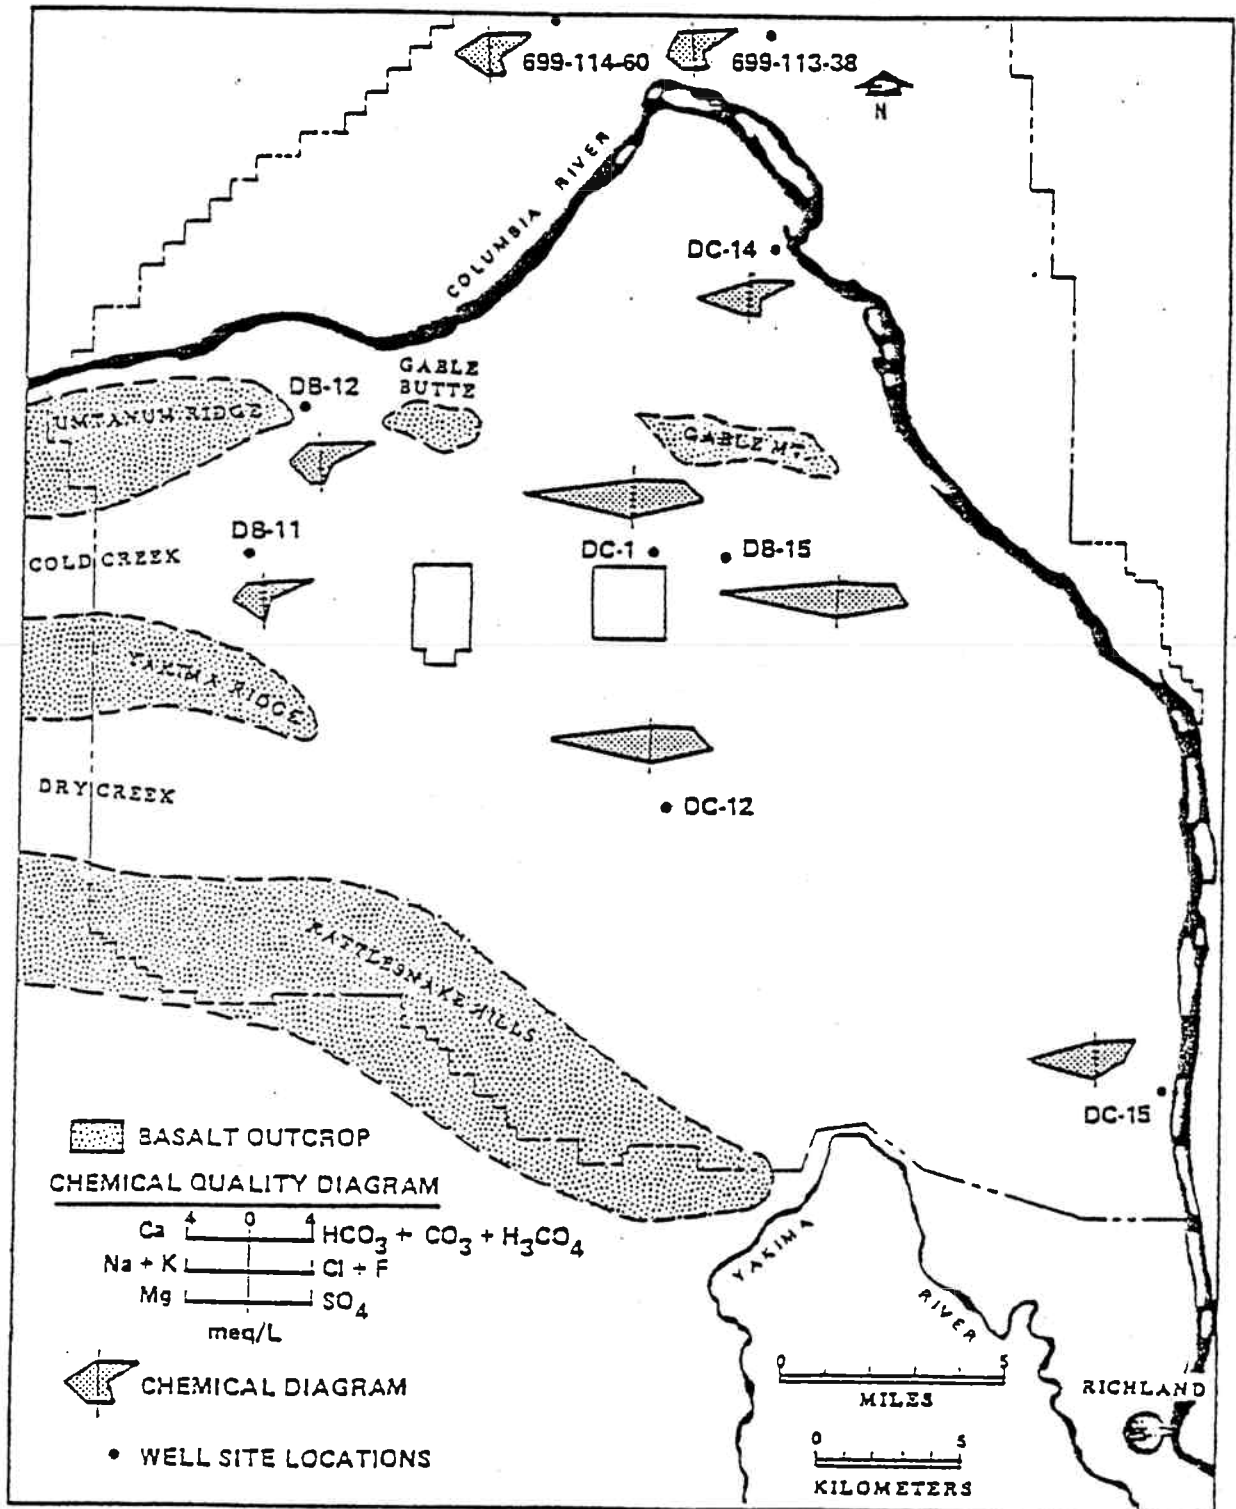 699-114-60
699-113-38
N
COLUMBIA RIVER
DC-14
GABLE
BUTTE
DB-12
UMTANUM RIDGE
GABLE MT.
DB-11
COLD CREEK
DC-1
DB-15
YAKIMA RIDGE
DRY CREEK
DC-12
RATTLESNAKE HILLS
DC-15
BASALT OUTCROP
CHEMICAL QUALITY DIAGRAM
4 0 4
Ca HCO3 + CO3 + H3CO4
Na + K Cl + F
Mg SO4
meq/L
CHEMICAL DIAGRAM
WELL SITE LOCATIONS
YAKIMA RIVER
0 5
MILES
0 5
KILOMETERS
RICHLAND